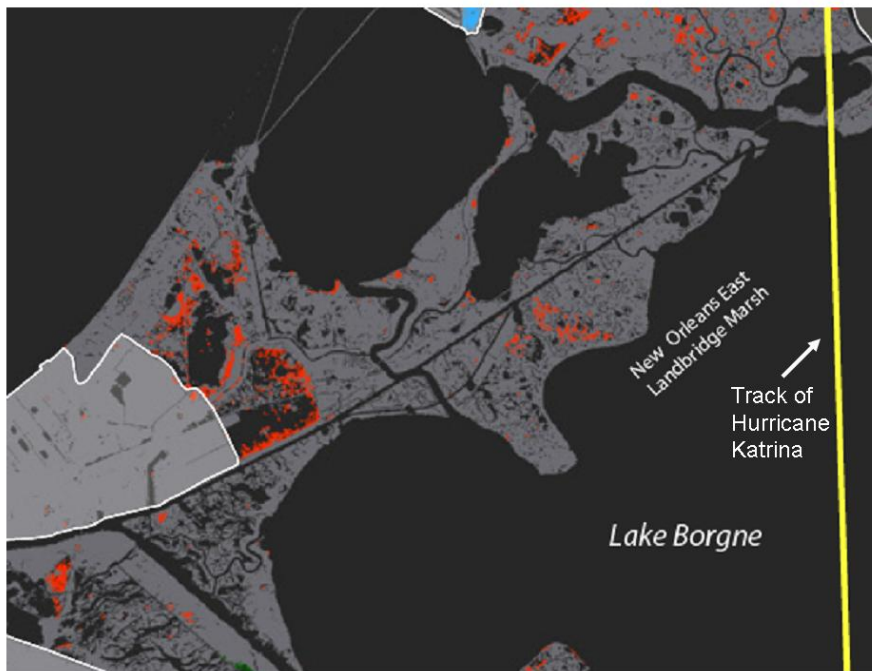 New Orleans East
Landbridge Marsh
Track of
Hurricane
Katrina
Lake Borgne